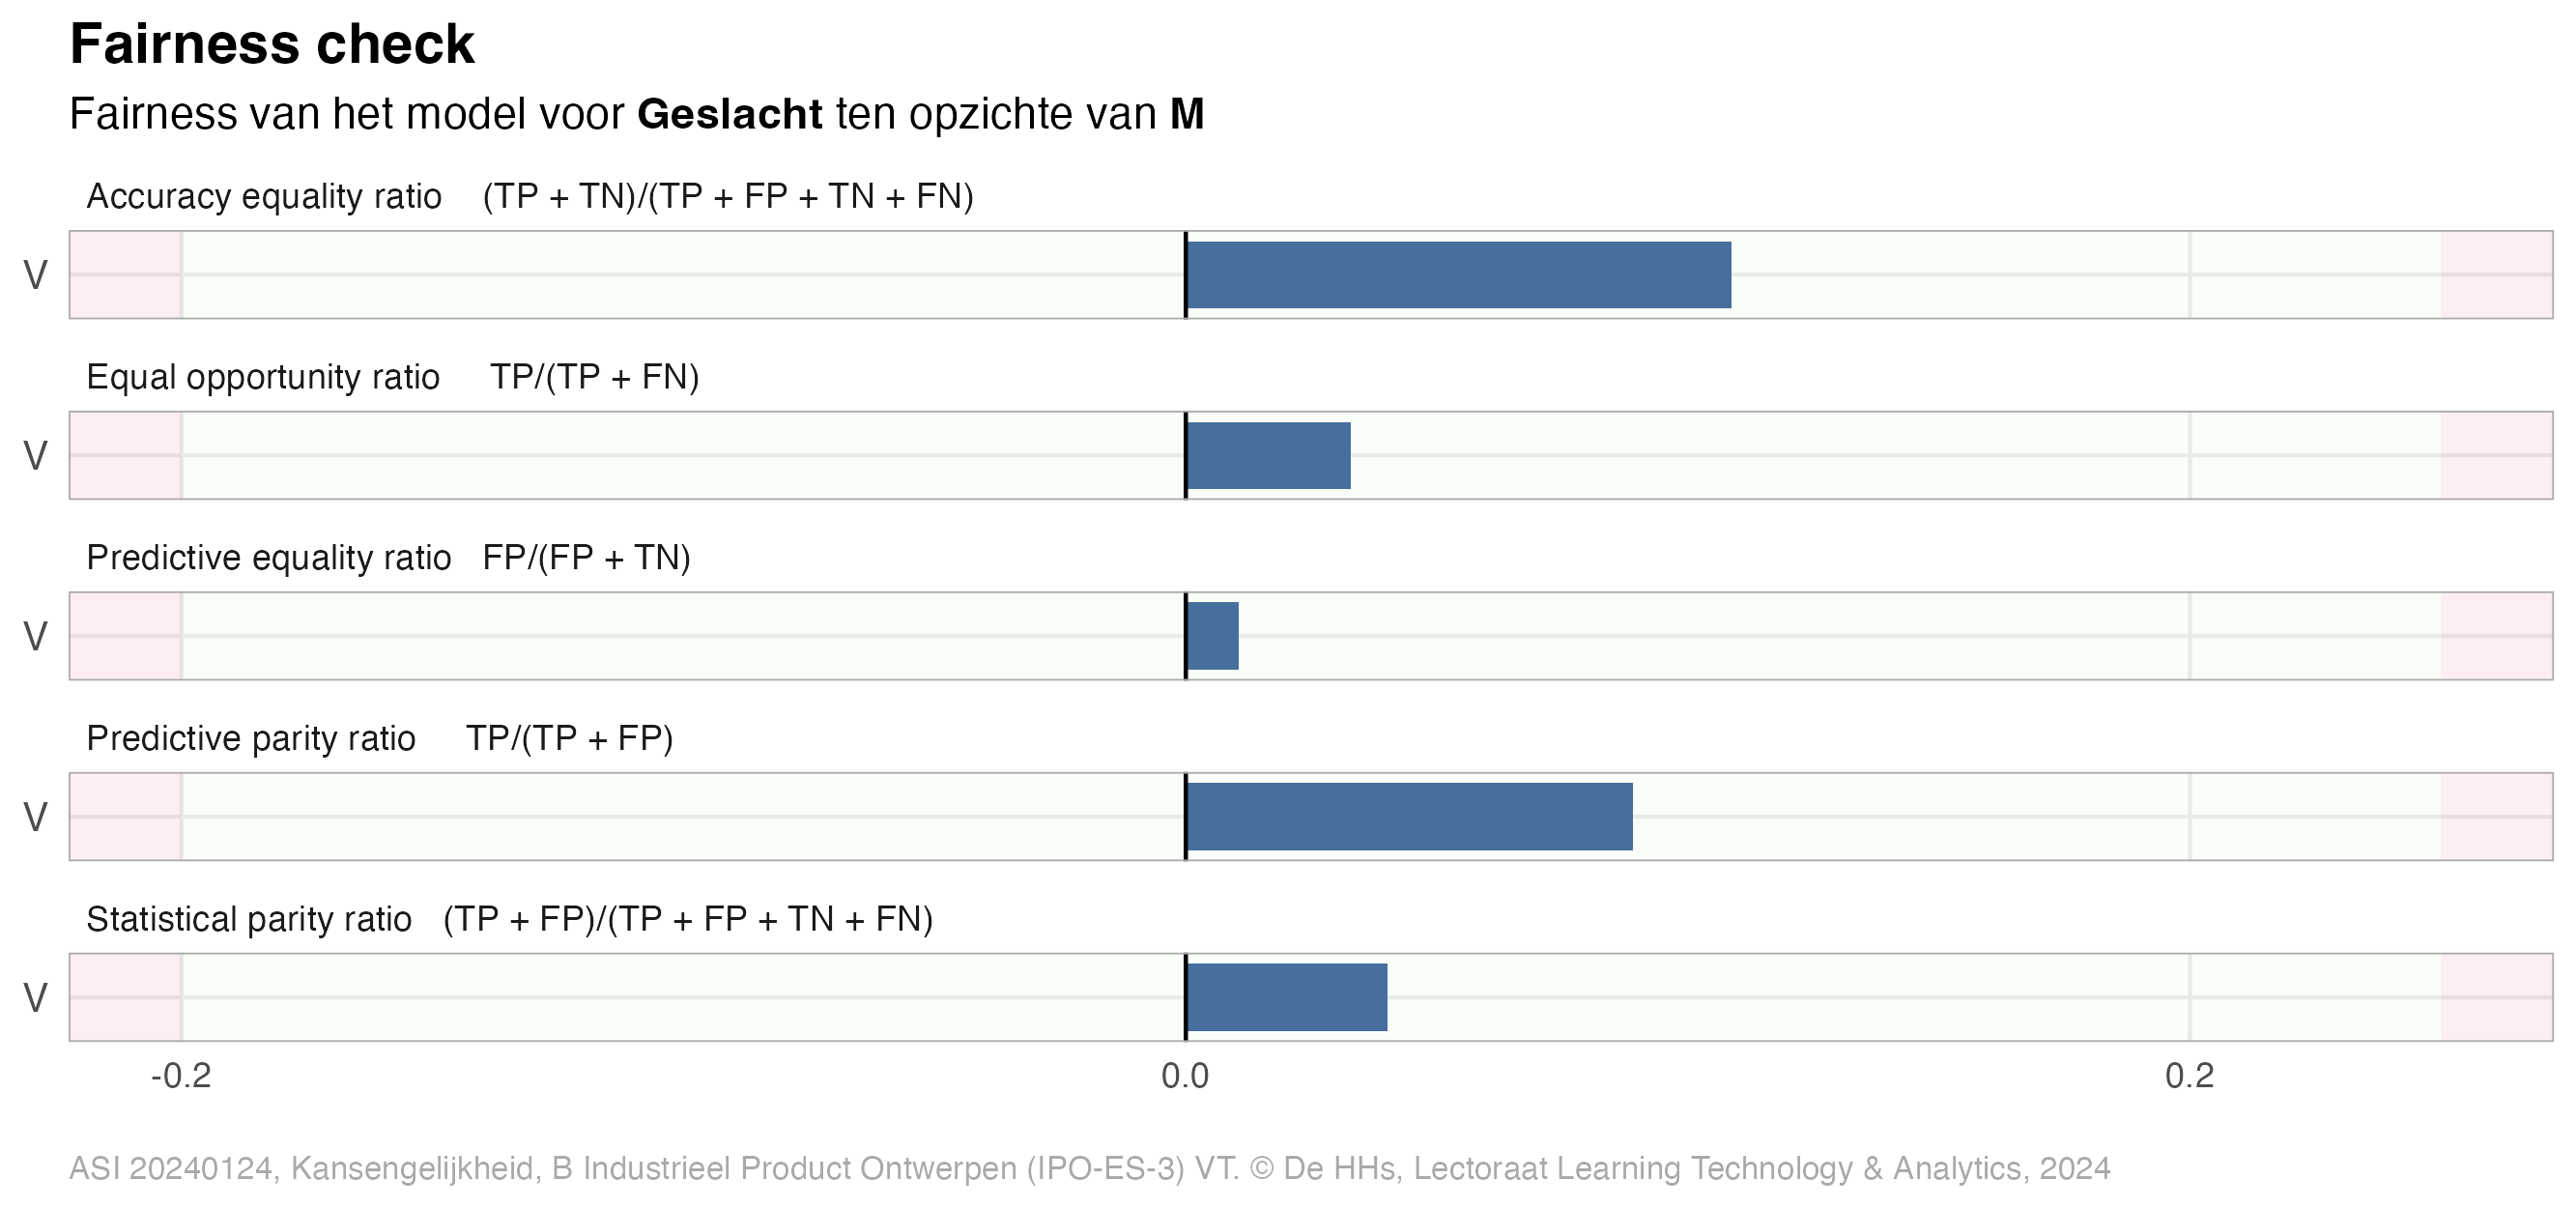 Fairness check
Fairness van het model voor Geslacht ten opzichte van M
Accuracy equality ratio (TP + TN)/(TP + FP + TN + FN)
V
Equal opportunity ratio TP/(TP + FN)
V
Predictive equality ratio FP/(FP + TN)
V
Predictive parity ratio TP/(TP + FP)
V
Statistical parity ratio (TP + FP)/(TP + FP + TN + FN)
V
-0.2 0.0 0.2
ASI 20240124, Kansengelijkheid, B Industrieel Product Ontwerpen (IPO-ES-3) VT. © De HHs, Lectoraat Learning Technology & Analytics, 2024